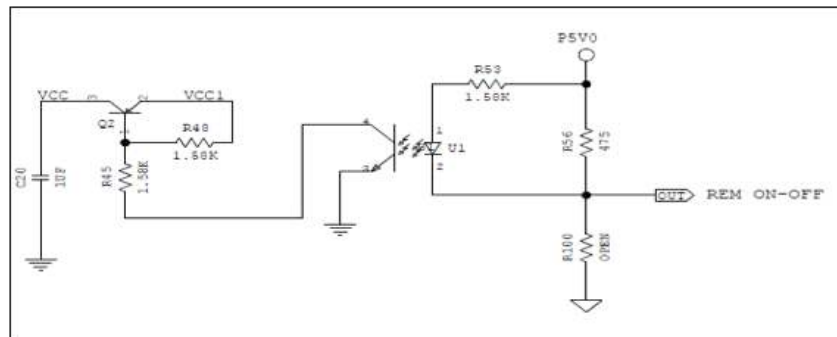 P5V0
R53
1.58K
VCC
3
2
VCC1
Q2
1
R48
1.58K
4
1
U1
2
3
R56
475
R45
1.58K
C20
1UF
OUT
REM ON-OFF
R100
OPEN